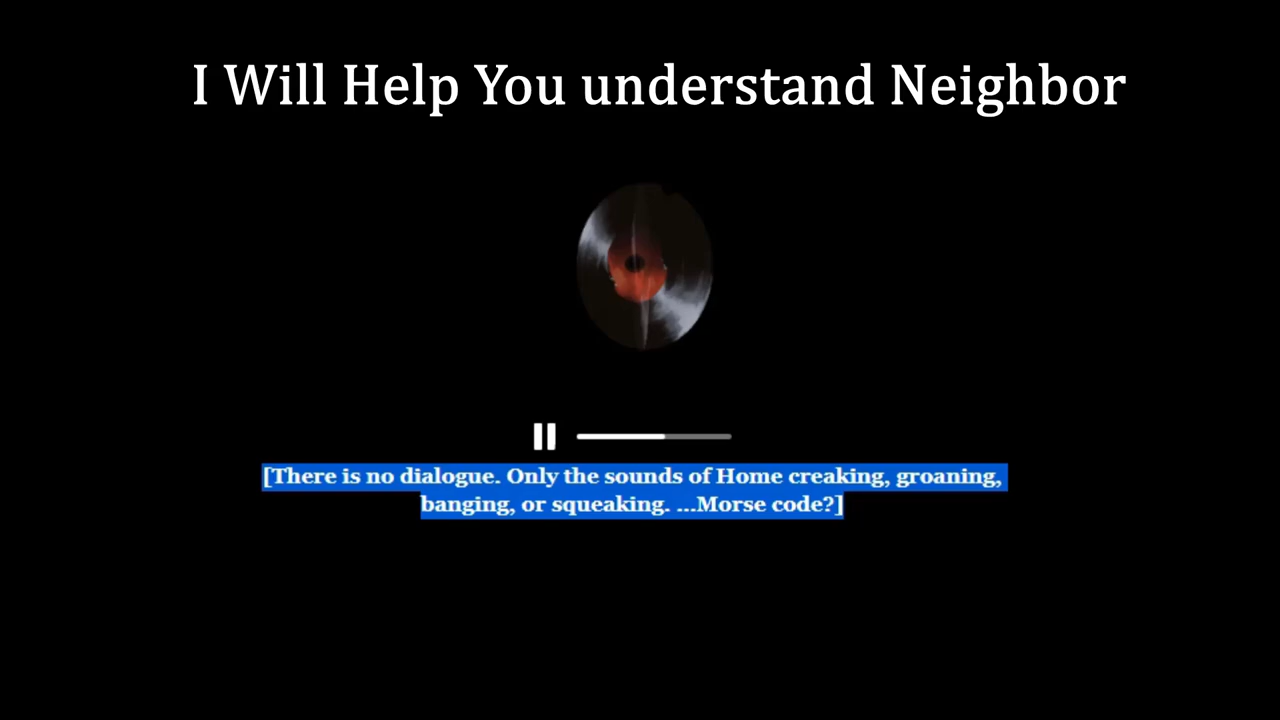 I Will Help You understand Neighbor
[There is no dialogue. Only the sounds of Home creaking, groaning,
banging, or squeaking. ...Morse code?]